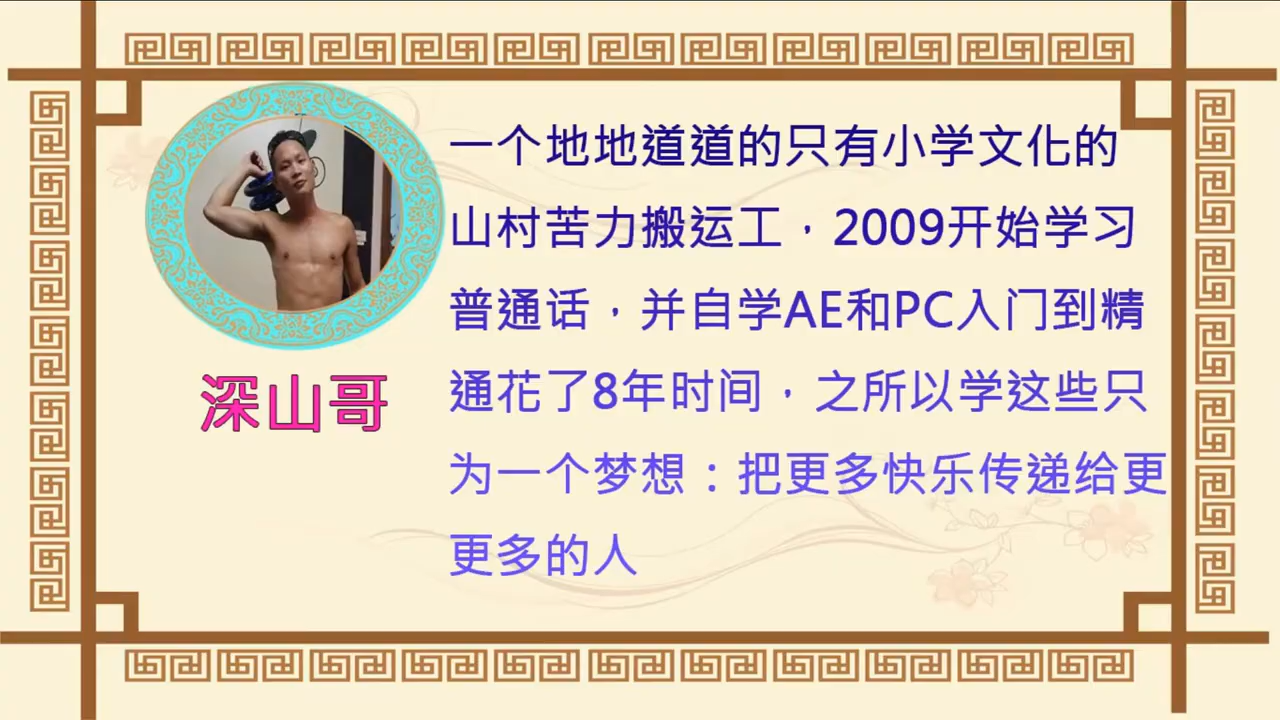 一个地地道道的只有小学文化的
山村苦力搬运工，2009开始学习
普通话，并自学AE和PC入门到精
通花了8年时间，之所以学这些只
为一个梦想：把更多快乐传递给更
更多的人
深山哥